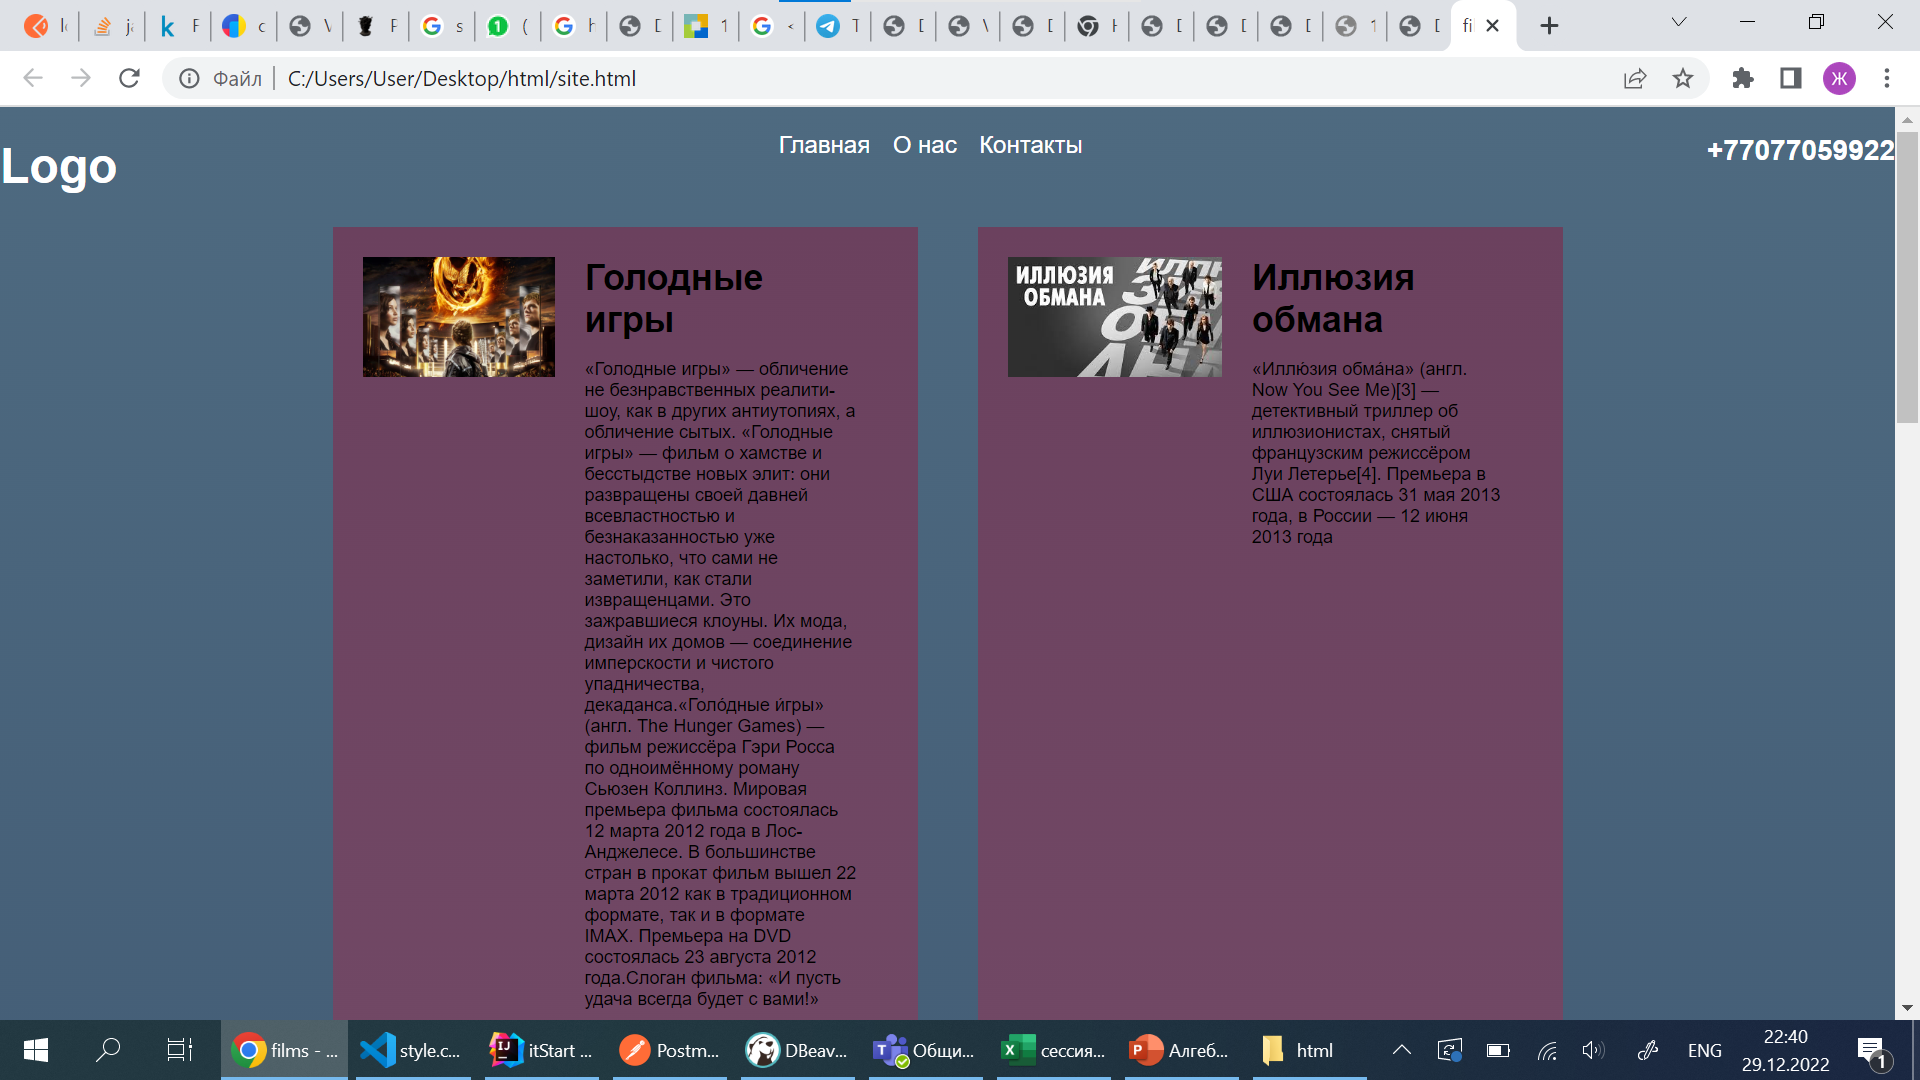 Файл
C:/Users/User/Desktop/html/site.html
Ж
Logo
Главная О нас Контакты
+77077059922
Голодные
игры
«Голодные игры» — обличение
не безнравственных реалити-
шоу, как в других антиутопиях, а
обличение сытых. «Голодные
игры» — фильм о хамстве и
бесстыдстве новых элит: они
развращены своей давней
всевластностью и
безнаказанностью уже
настолько, что сами не
заметили, как стали
извращенцами. Это
зажравшиеся клоуны. Их мода,
дизайн их домов — соединение
имперскости и чистого
упадничества,
декаданса.«Голо́дные и́гры»
(англ. The Hunger Games) —
фильм режиссёра Гэри Росса
по одноимённому роману
Сьюзен Коллинз. Мировая
премьера фильма состоялась
12 марта 2012 года в Лос-
Анджелесе. В большинстве
стран в прокат фильм вышел 22
марта 2012 как в традиционном
формате, так и в формате
IMAX. Премьера на DVD
состоялась 23 августа 2012
года.Слоган фильма: «И пусть
удача всегда будет с вами!»
ИЛЛЮЗИЯ
ОБМАНА
Иллюзия
обмана
«Иллю́зия обма́на» (англ.
Now You See Me)[3] —
детективный триллер об
иллюзионистах, снятый
французским режиссёром
Луи Летерье[4]. Премьера в
США состоялась 31 мая 2013
года, в России — 12 июня
2013 года
films - ...
style.c...
itStart ...
Postm...
DBeav...
Общи...
сессия...
Алгеб...
html
ENG
22:40
29.12.2022
1